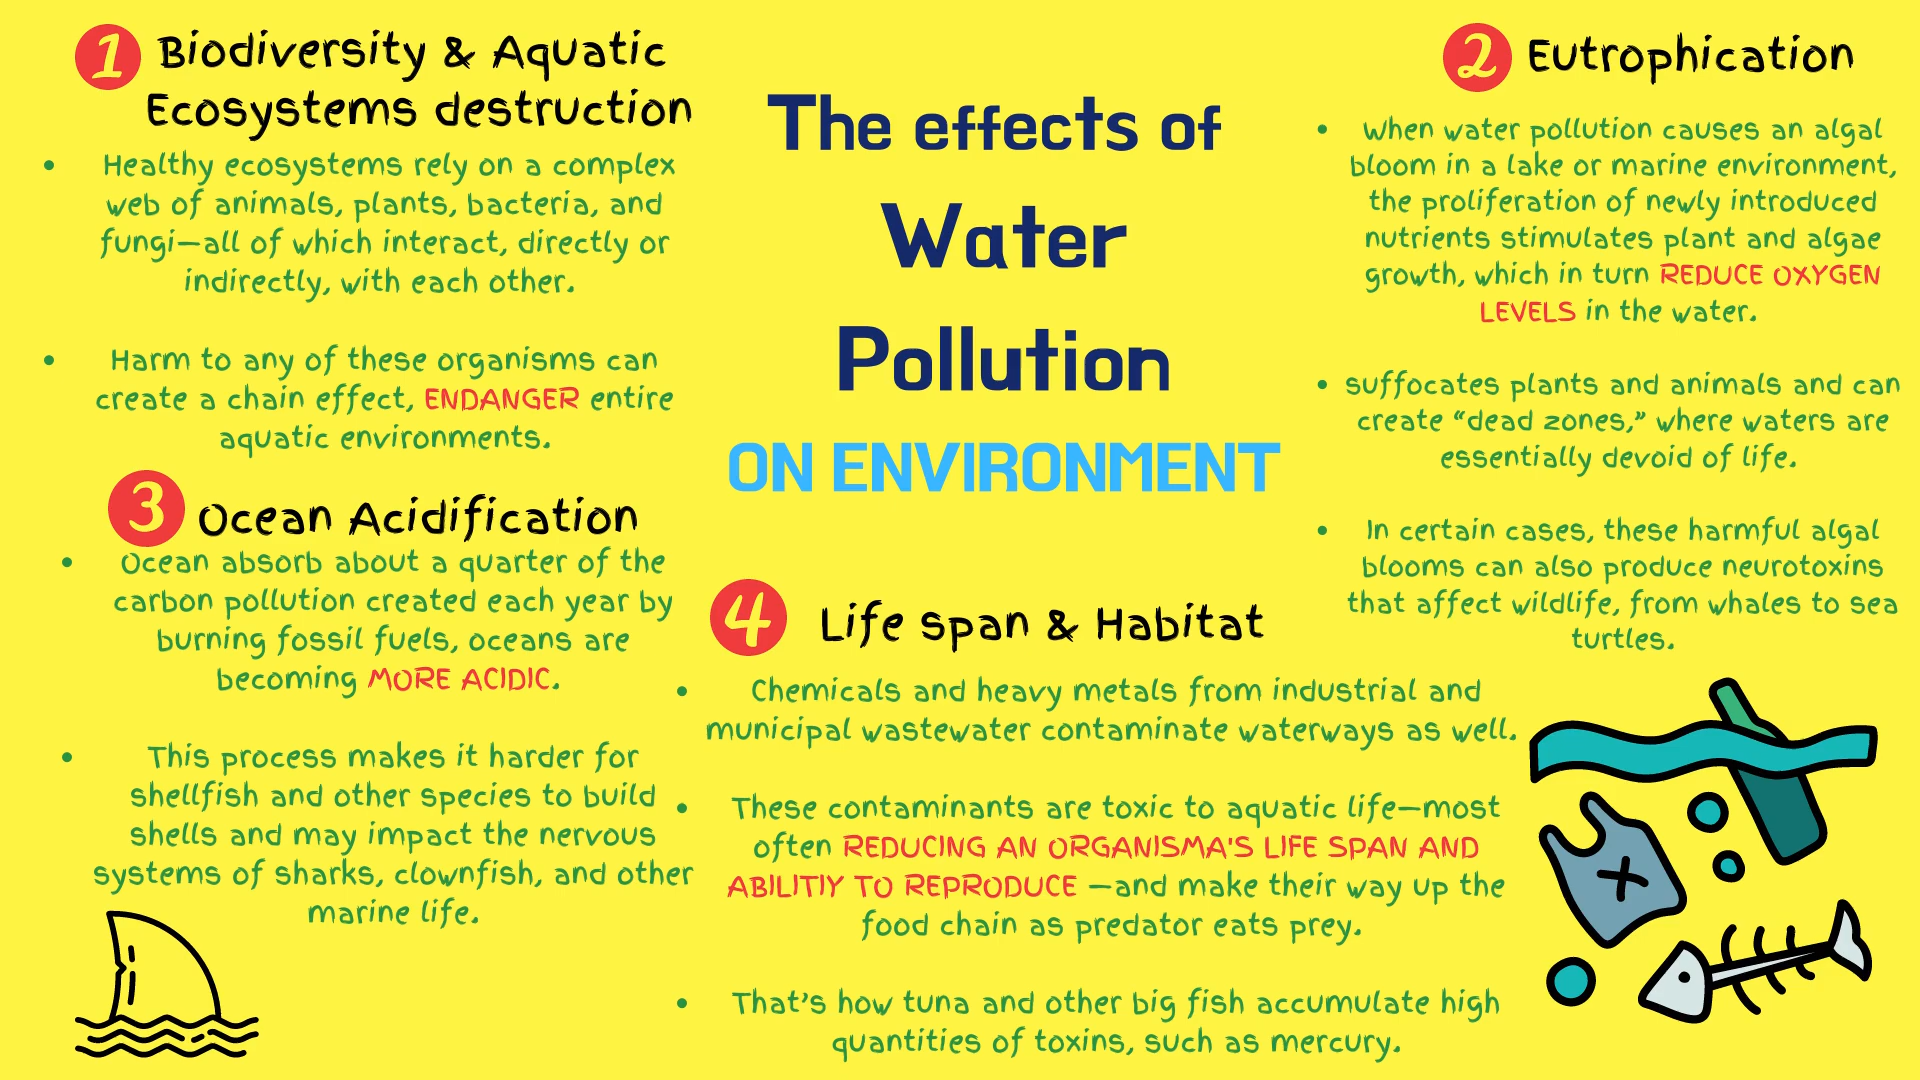 The effects of
Water
Pollution
ON ENVIRONMENT
1
Biodiversity & Aquatic
Ecosystems destruction
• Healthy ecosystems rely on a complex
web of animals, plants, bacteria, and
fungi—all of which interact, directly or
indirectly, with each other.
• Harm to any of these organisms can
create a chain effect, ENDANGER entire
aquatic environments.
2
Eutrophication
• When water pollution causes an algal
bloom in a lake or marine environment,
the proliferation of newly introduced
nutrients stimulates plant and algae
growth, which in turn REDUCE OXYGEN
LEVELS in the water.
• suffocates plants and animals and can
create “dead zones,” where waters are
essentially devoid of life.
• In certain cases, these harmful algal
blooms can also produce neurotoxins
that affect wildlife, from whales to sea
turtles.
3
Ocean Acidification
• Ocean absorb about a quarter of the
carbon pollution created each year by
burning fossil fuels, oceans are
becoming MORE ACIDIC.
• This process makes it harder for
shellfish and other species to build
shells and may impact the nervous
systems of sharks, clownfish, and other
marine life.
4
Life span & Habitat
• Chemicals and heavy metals from industrial and
municipal wastewater contaminate waterways as well.
• These contaminants are toxic to aquatic life—most
often REDUCING AN ORGANISMA'S LIFE SPAN AND
ABILITIY TO REPRODUCE —and make their way up the
food chain as predator eats prey.
• That’s how tuna and other big fish accumulate high
quantities of toxins, such as mercury.